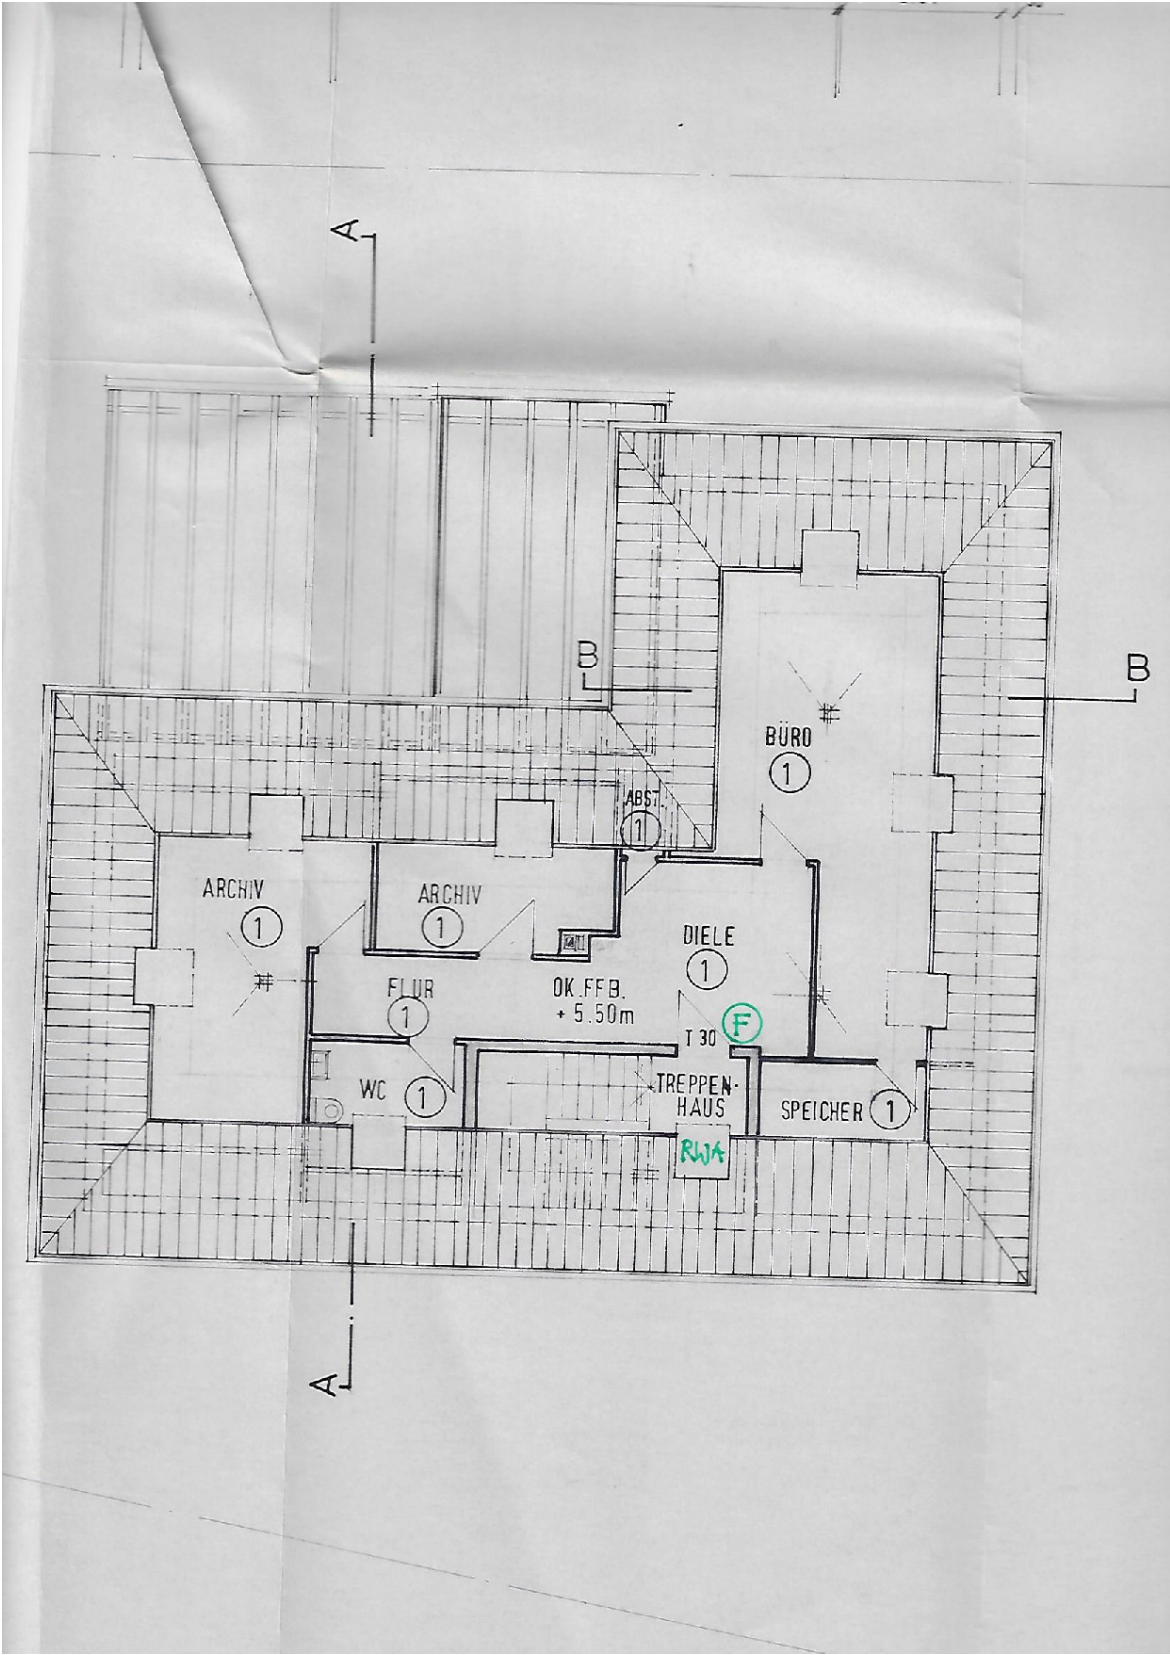 A
B
B
BÜRO
1
ABST.
1
ARCHIV
1
ARCHIV
1
DIELE
1
FLUR
1
OK.FFB.
+ 5.50m
F
T 30
WC
1
TREPPEN-
HAUS
SPEICHER
1
RWA
A